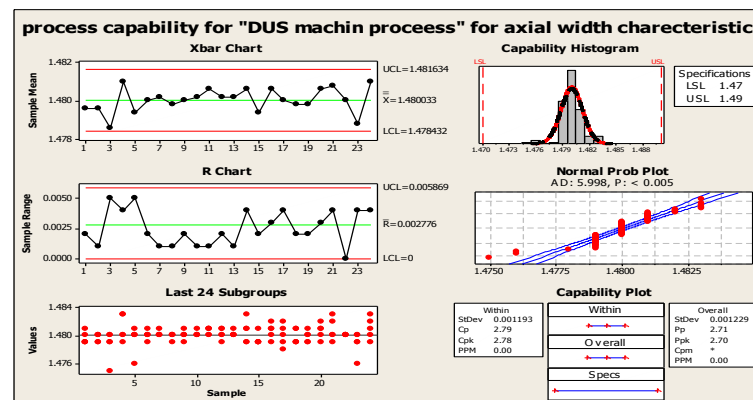 process capability for "DUS machin proceess" for axial width charecteristic
Xbar Chart
Sample Mean
1.482
1.480
1.478
UCL=1.481634
X=1.480033
LCL=1.478432
1 3 5 7 9 11 13 15 17 19 21 23
R Chart
Sample Range
0.0050
0.0025
0.0000
UCL=0.005869
R=0.002776
LCL=0
1 3 5 7 9 11 13 15 17 19 21 23
Last 24 Subgroups
Values
1.484
1.480
1.476
5 10 15 20
Sample
Capability Histogram
LSL USL
1.470 1.473 1.476 1.479 1.482 1.485 1.488
Specifications
LSL 1.47
USL 1.49
Normal Prob Plot
AD: 5.998, P: < 0.005
1.4750 1.4775 1.4800 1.4825
Capability Plot
Within
StDev 0.001193
Cp 2.79
Cpk 2.78
PPM 0.00
Within
Overall
Specs
Overall
StDev 0.001229
Pp 2.71
Ppk 2.70
Cpm *
PPM 0.00